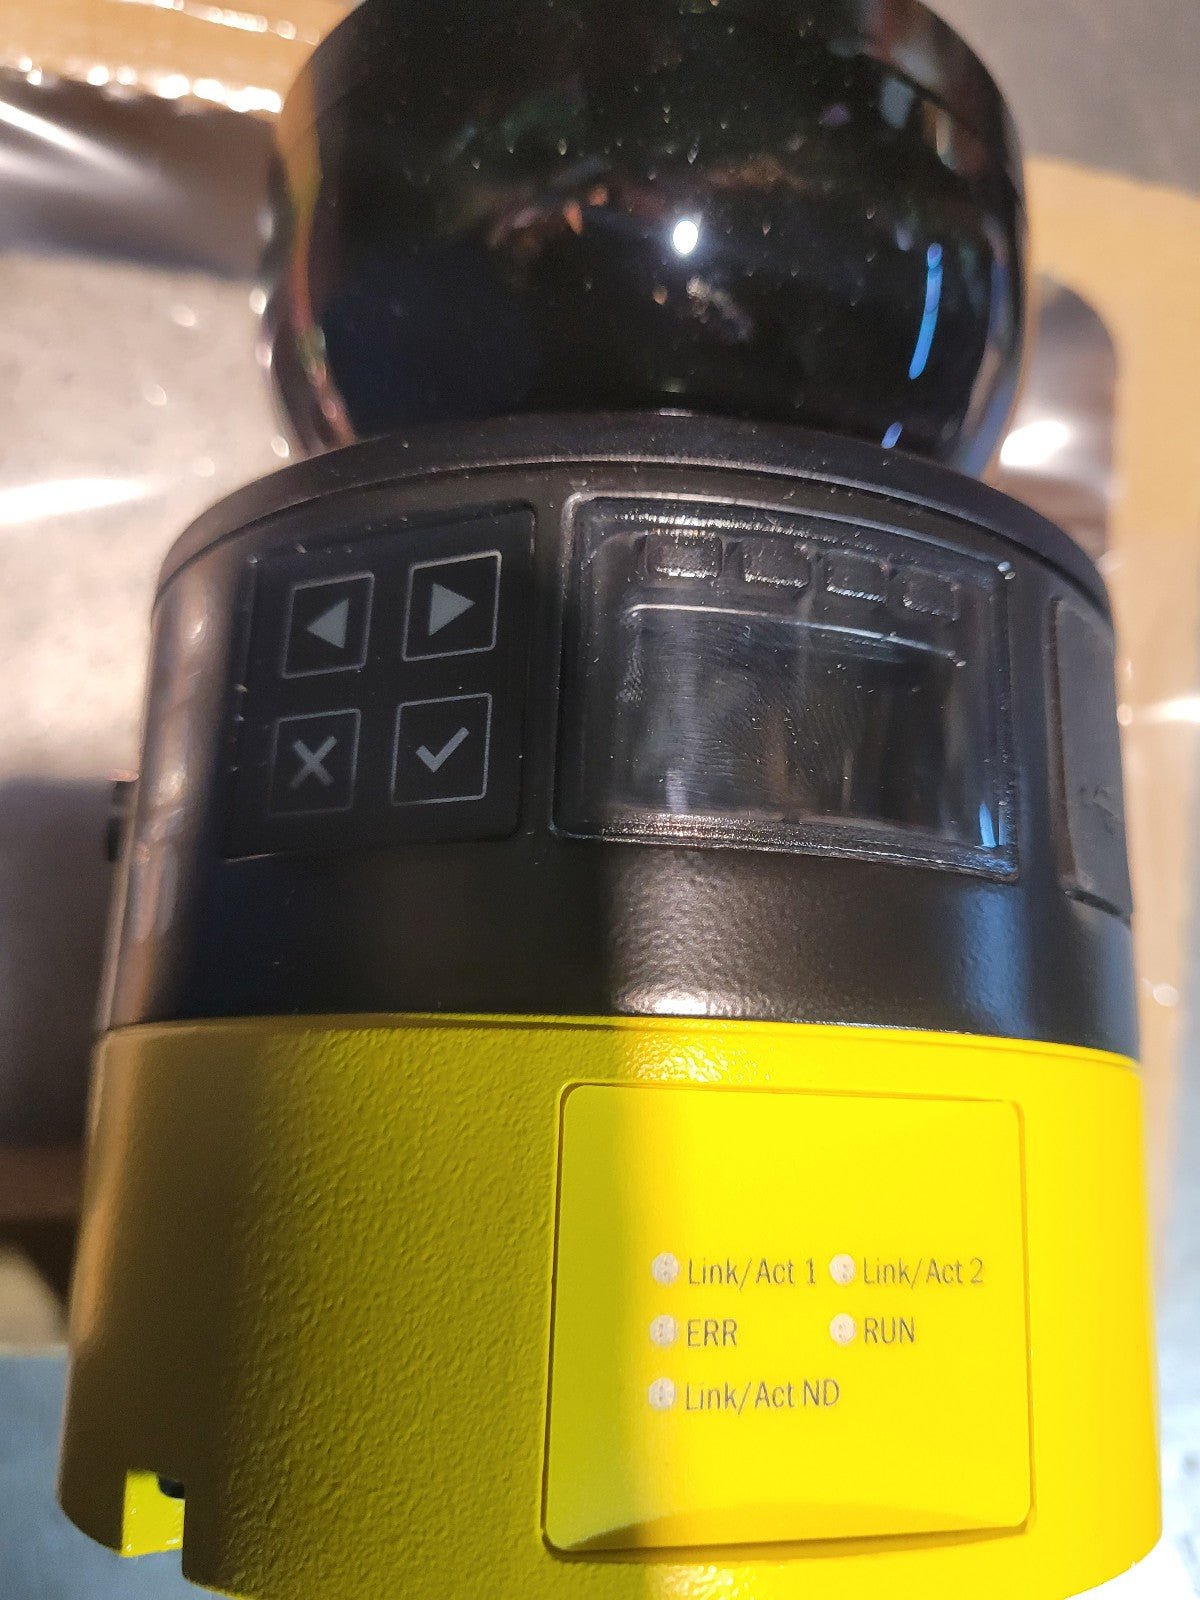 Link/Act 1 Link/Act 2
ERR RUN
Link/Act ND